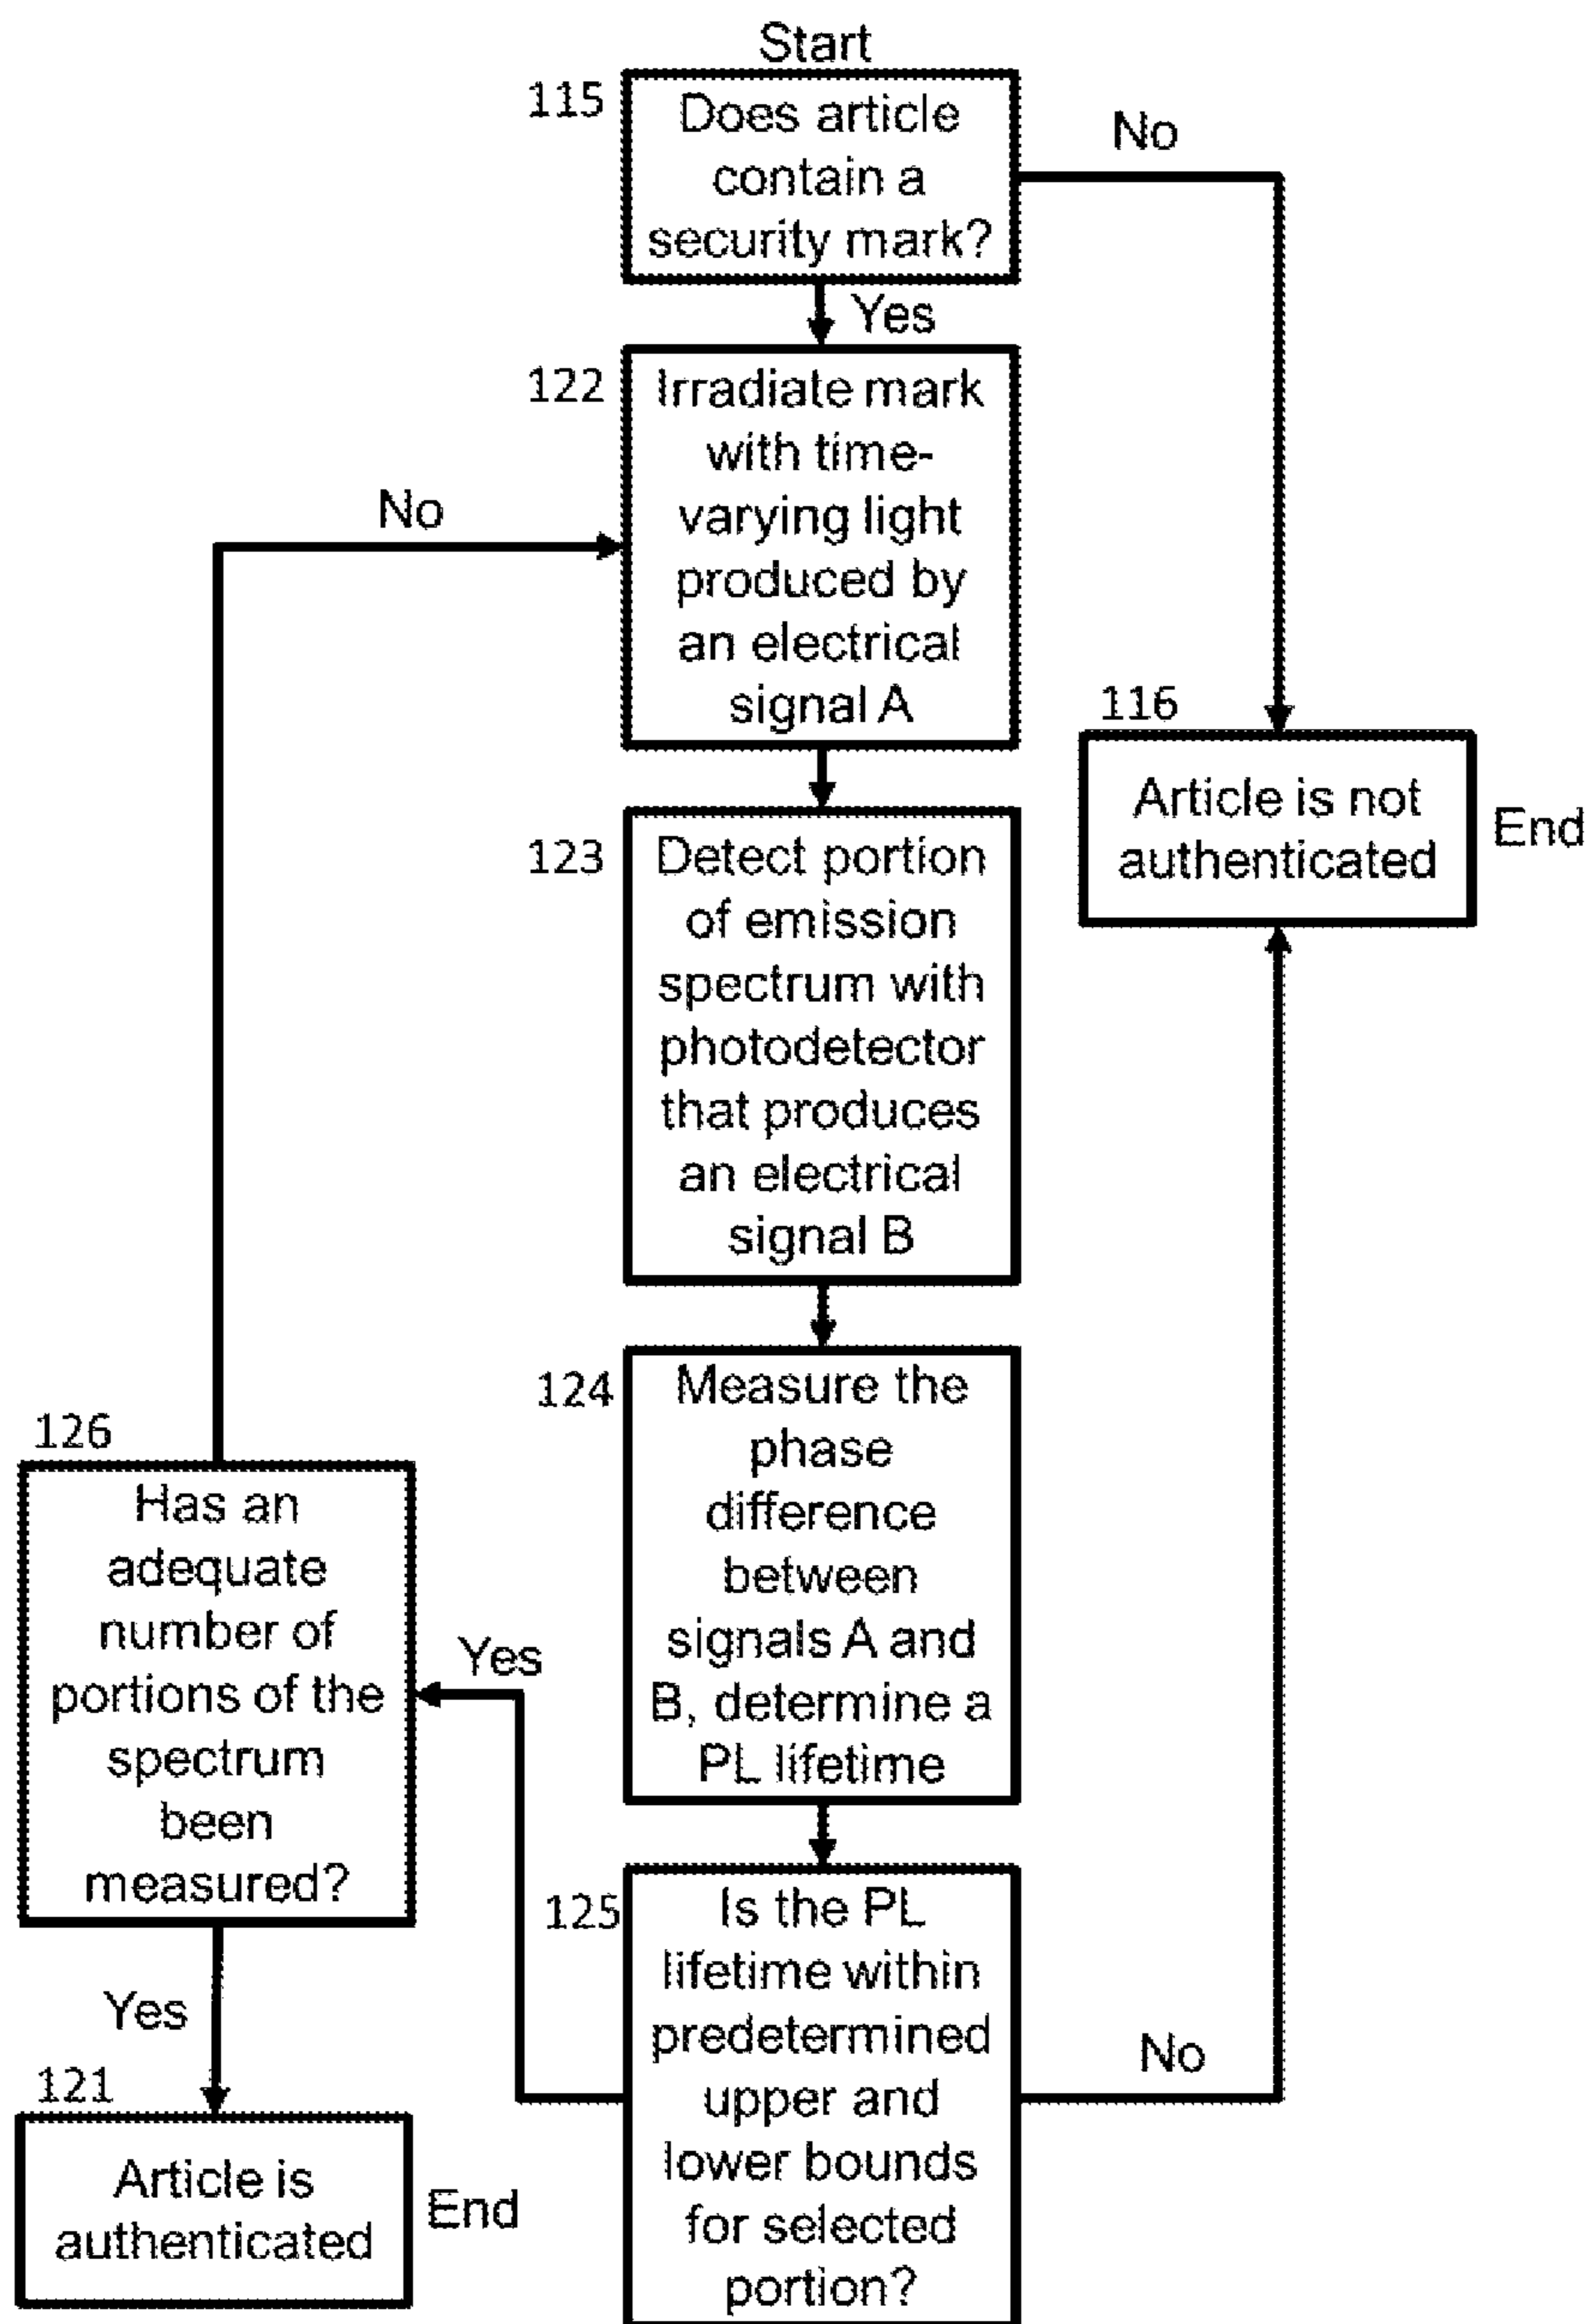 Start
115
Does article
contain a
security mark?
No
Yes
122
Irradiate mark
with time-
varying light
produced by
an electrical
signal A
No
116
Article is not
authenticated
End
123
Detect portion
of emission
spectrum with
photodetector
that produces
an electrical
signal B
124
Measure the
phase
difference
between
signals A and
B, determine a
PL lifetime
126
Has an
adequate
number of
portions of the
spectrum
been
measured?
Yes
125
Is the PL
lifetime within
predetermined
upper and
lower bounds
for selected
portion?
No
Yes
121
Article is
authenticated
End